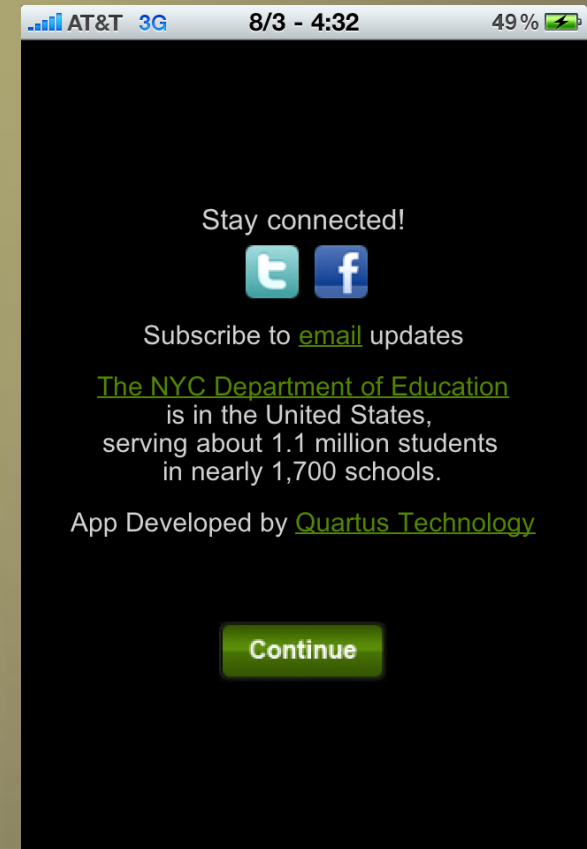 AT&T 3G 8/3 - 4:32 49%
Stay connected!
t f
Subscribe to email updates
The NYC Department of Education
is in the United States,
serving about 1.1 million students
in nearly 1,700 schools.
App Developed by Quartus Technology
Continue